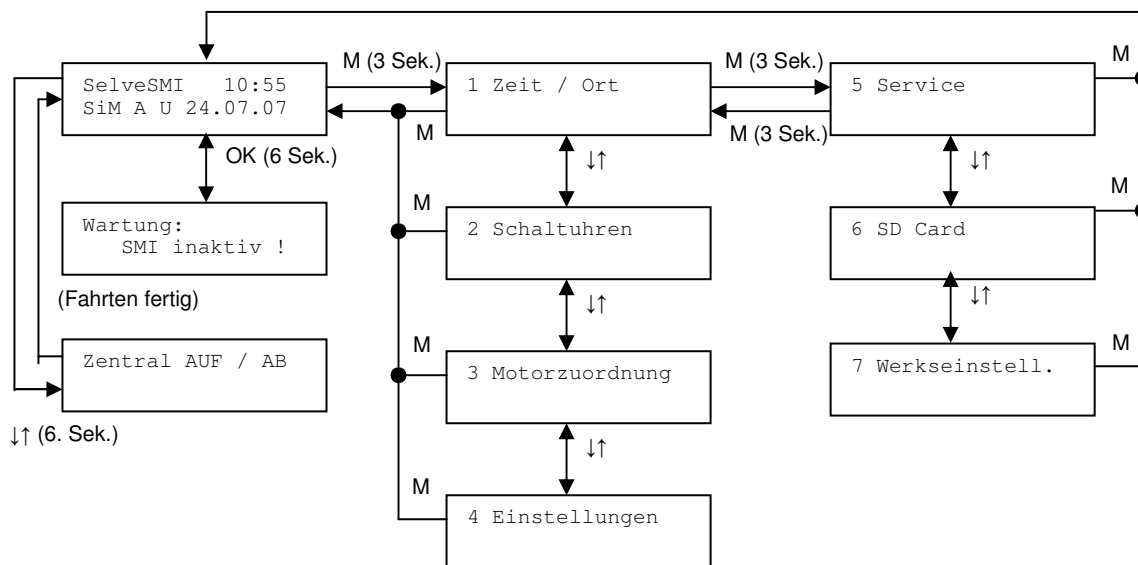 M
M (3 Sek.)
M (3 Sek.)
SelveSMI 10:55
SiM A U 24.07.07
1 Zeit / Ort
5 Service
M
M (3 Sek.)
OK (6 Sek.)
↓↑
↓↑
M
M
Wartung:
SMI inaktiv !
2 Schaltuhren
6 SD Card
(Fahrten fertig)
↓↑
↓↑
M
M
Zentral AUF / AB
3 Motorzuordnung
7 Werkseinstell.
↓↑ (6. Sek.)
↓↑
M
4 Einstellungen